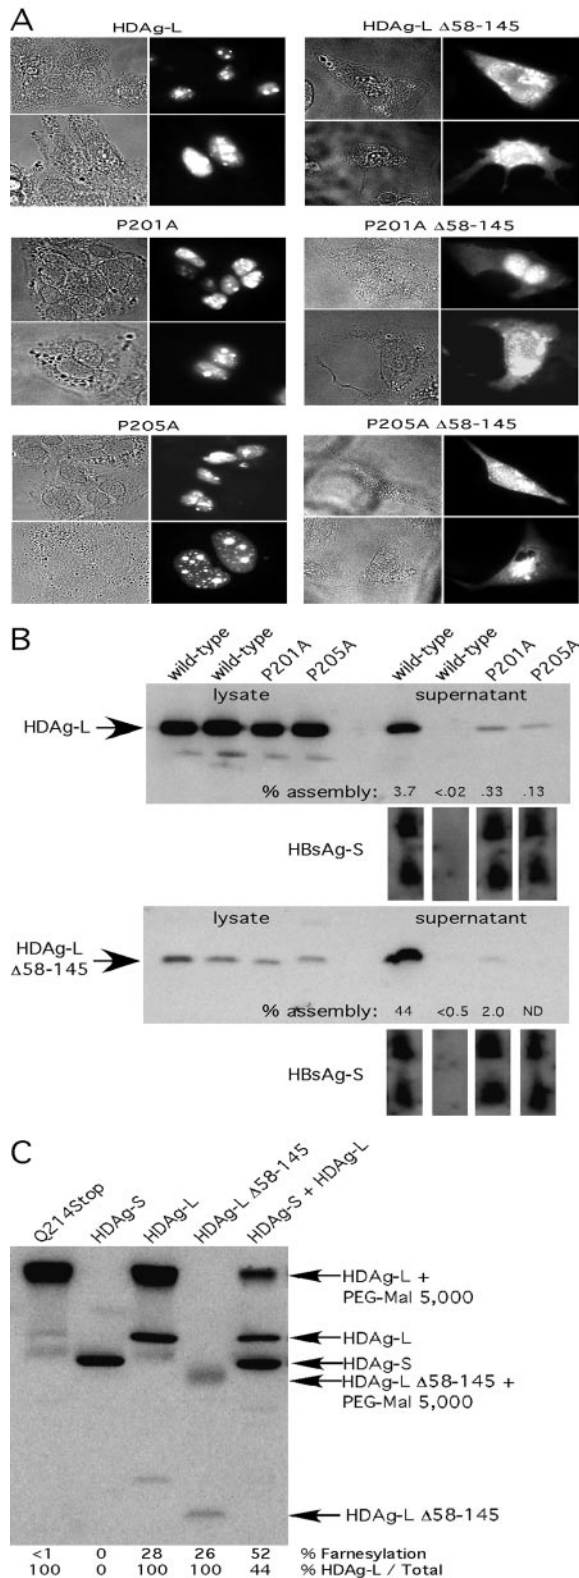 A
HDAg-L
HDAg-L Δ58-145
P201A
P201A Δ58-145
P205A
P205A Δ58-145
B
wild-type wild-type P201A P205A wild-type wild-type P201A P205A
lysate supernatant
HDAg-L
% assembly: 3.7 <.02 .33 .13
HBsAg-S
lysate supernatant
HDAg-L
Δ58-145
% assembly: 44 <0.5 2.0 ND
HBsAg-S
C
Q214Stop HDAg-S HDAg-L HDAg-L Δ58-145 HDAg-S + HDAg-L
HDAg-L +
PEG-Mal 5,000
HDAg-L
HDAg-S
HDAg-L Δ58-145 +
PEG-Mal 5,000
HDAg-L Δ58-145
<1 0 28 26 52 % Farnesylation
100 0 100 100 44 % HDAg-L / Total